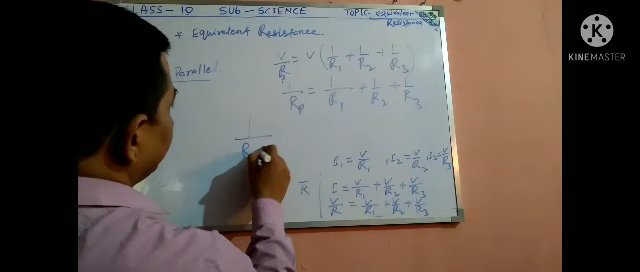 CLASS-10 SUB-SCIENCE TOPIC-equivalent Resistance
* Equivalent Resistance
Parallel
V/Rp = V (1/R1 + 1/R2 + 1/R3)
1/Rp = 1/R1 + 1/R2 + 1/R3
1/R
I1 = V/R1, I2 = V/R2, I3 = V/R3
R
I = V/R1 + V/R2 + V/R3
V/R = V/R1 + V/R2 + V/R3
KINEMASTER